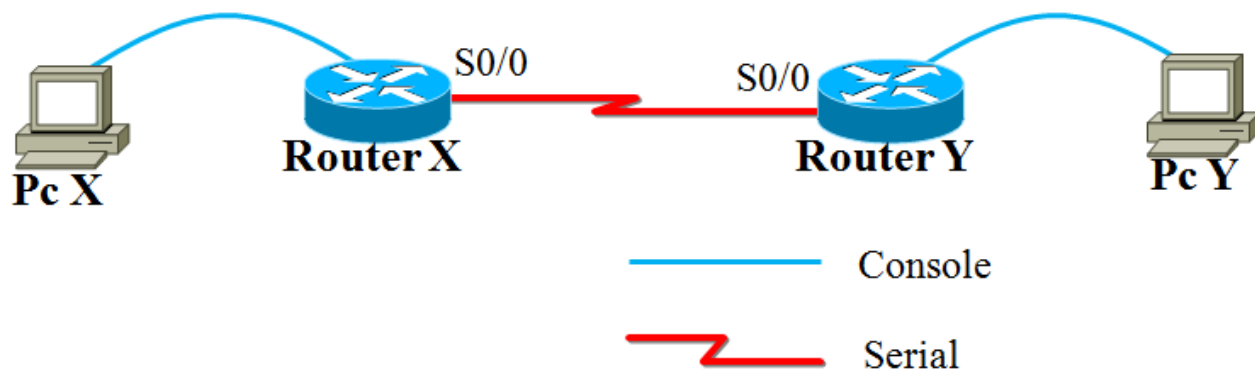 S0/0
S0/0
Router X
Router Y
Pc X
Pc Y
Console
Serial